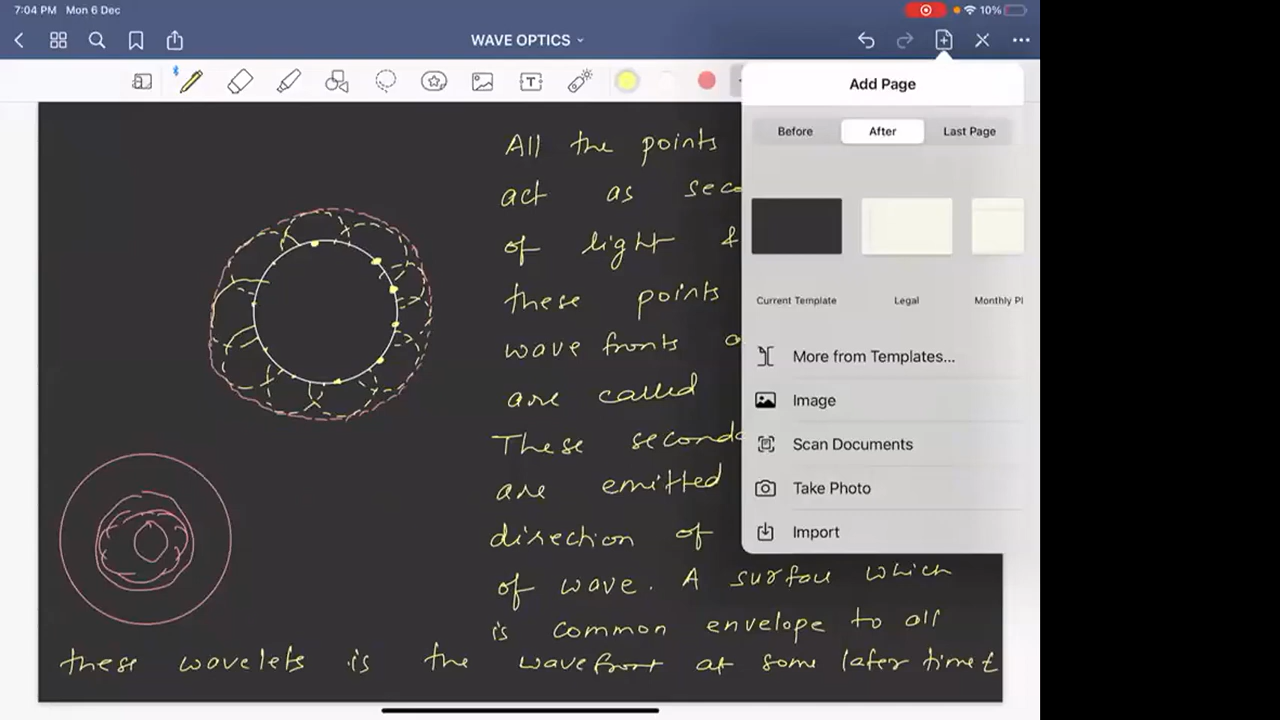 7:04 PM Mon 6 Dec
10%
WAVE OPTICS
Add Page
Before After Last Page
Current Template Legal Monthly Pl
More from Templates...
Image
Scan Documents
Take Photo
Import
All the points
act as seco
of light &
these points
wave fronts
are called
These seconda
are emitted
direction of
of wave. A surface which
is common envelope to all
these wavelets is the wavefront at some later time t